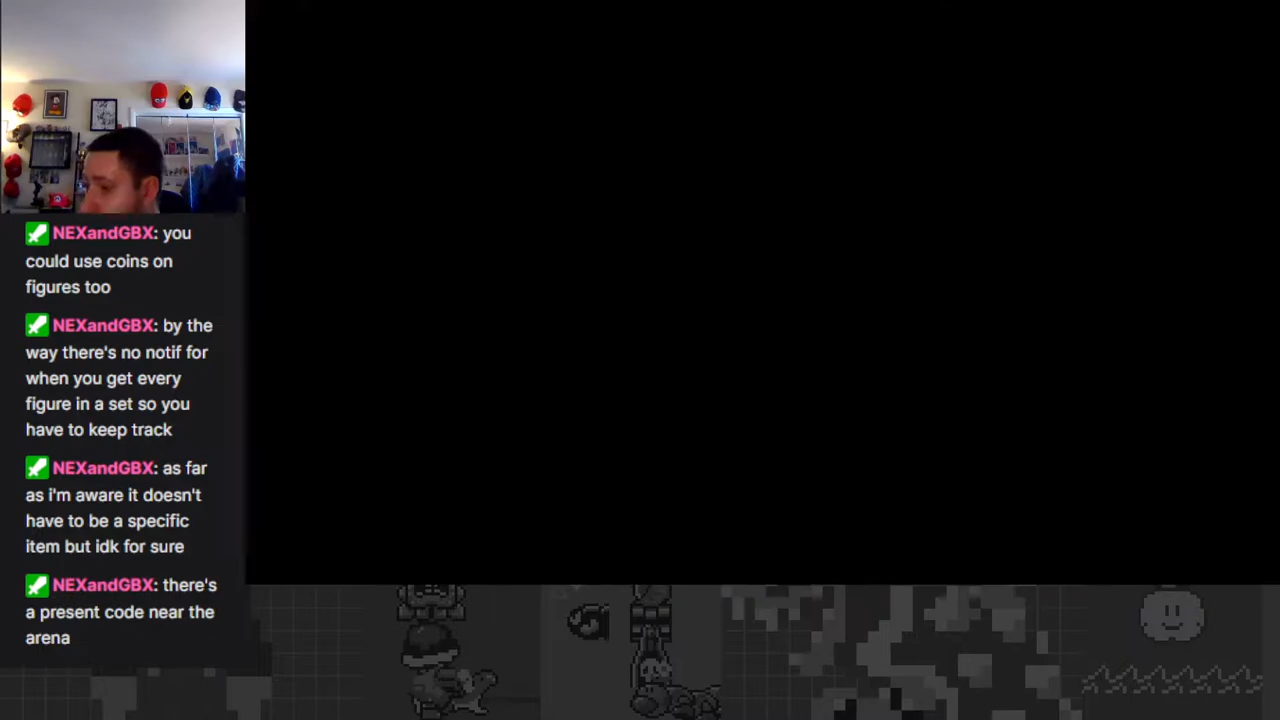 NEXandGBX: you
could use coins on
figures too
NEXandGBX: by the
way there's no notif for
when you get every
figure in a set so you
have to keep track
NEXandGBX: as far
as i'm aware it doesn't
have to be a specific
item but idk for sure
NEXandGBX: there's
a present code near the
arena